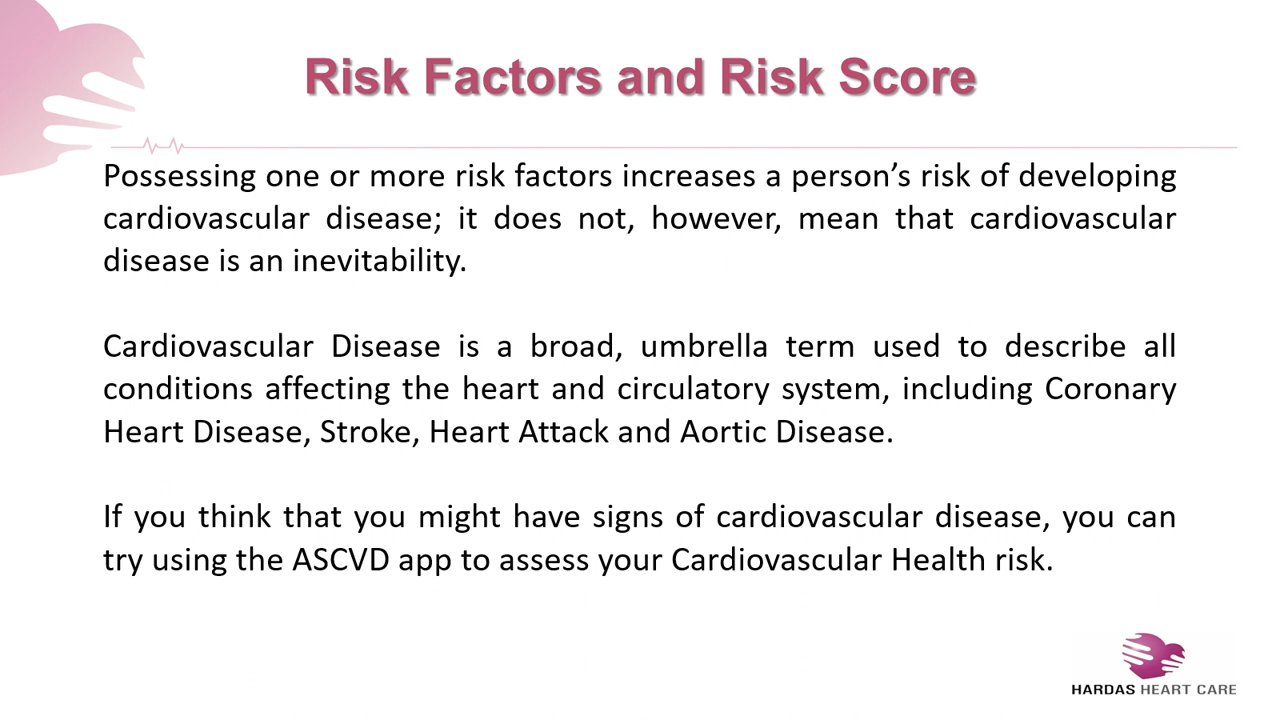 Risk Factors and Risk Score
Possessing one or more risk factors increases a person’s risk of developing
cardiovascular disease; it does not, however, mean that cardiovascular
disease is an inevitability.
Cardiovascular Disease is a broad, umbrella term used to describe all
conditions affecting the heart and circulatory system, including Coronary
Heart Disease, Stroke, Heart Attack and Aortic Disease.
If you think that you might have signs of cardiovascular disease, you can
try using the ASCVD app to assess your Cardiovascular Health risk.
HARDAS HEART CARE